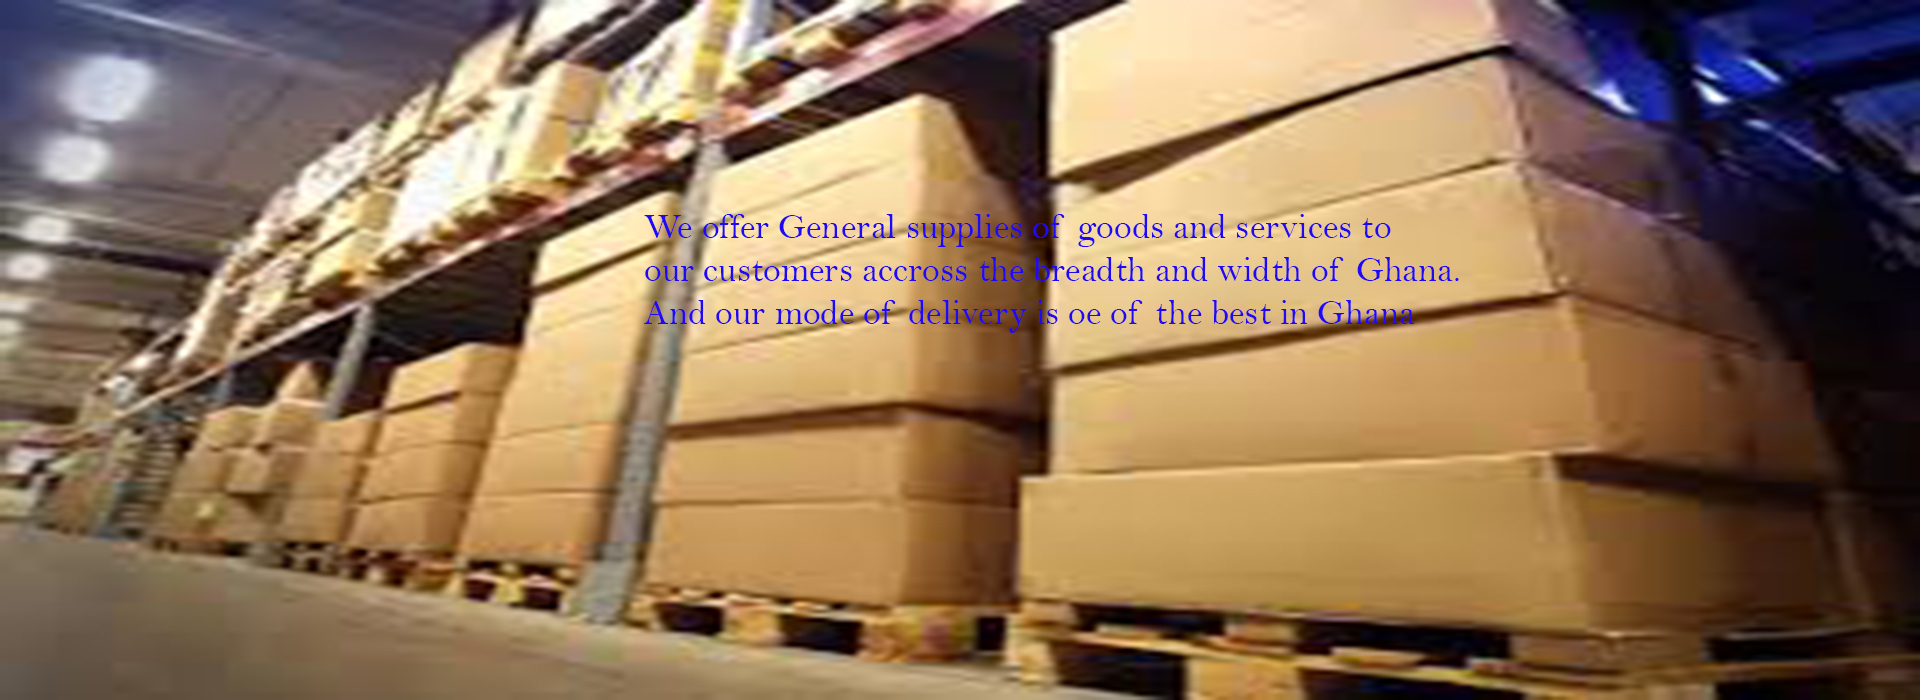 We offer General supplies of goods and services to
our customers accross the breadth and width of Ghana.
And our mode of delivery is oe of the best in Ghana